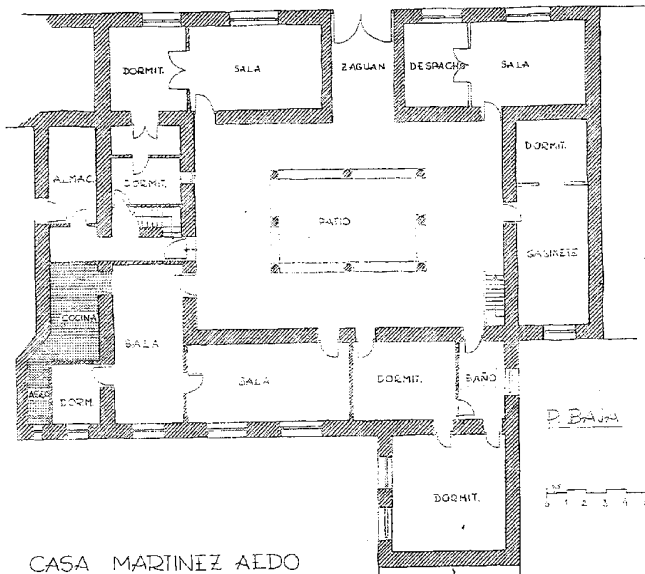 DORMIT.
SALA
ZAGUAN
DESPACHO
SALA
ALMAC.
DORMIT.
DORMIT.
PATIO
GABINETE
COCINA
SALA
SALA
DORMIT.
BAÑO
ASEO
DORM.
P. BAJA
DORMIT.
0 1 2 3 4
CASA MARTINEZ AEDO